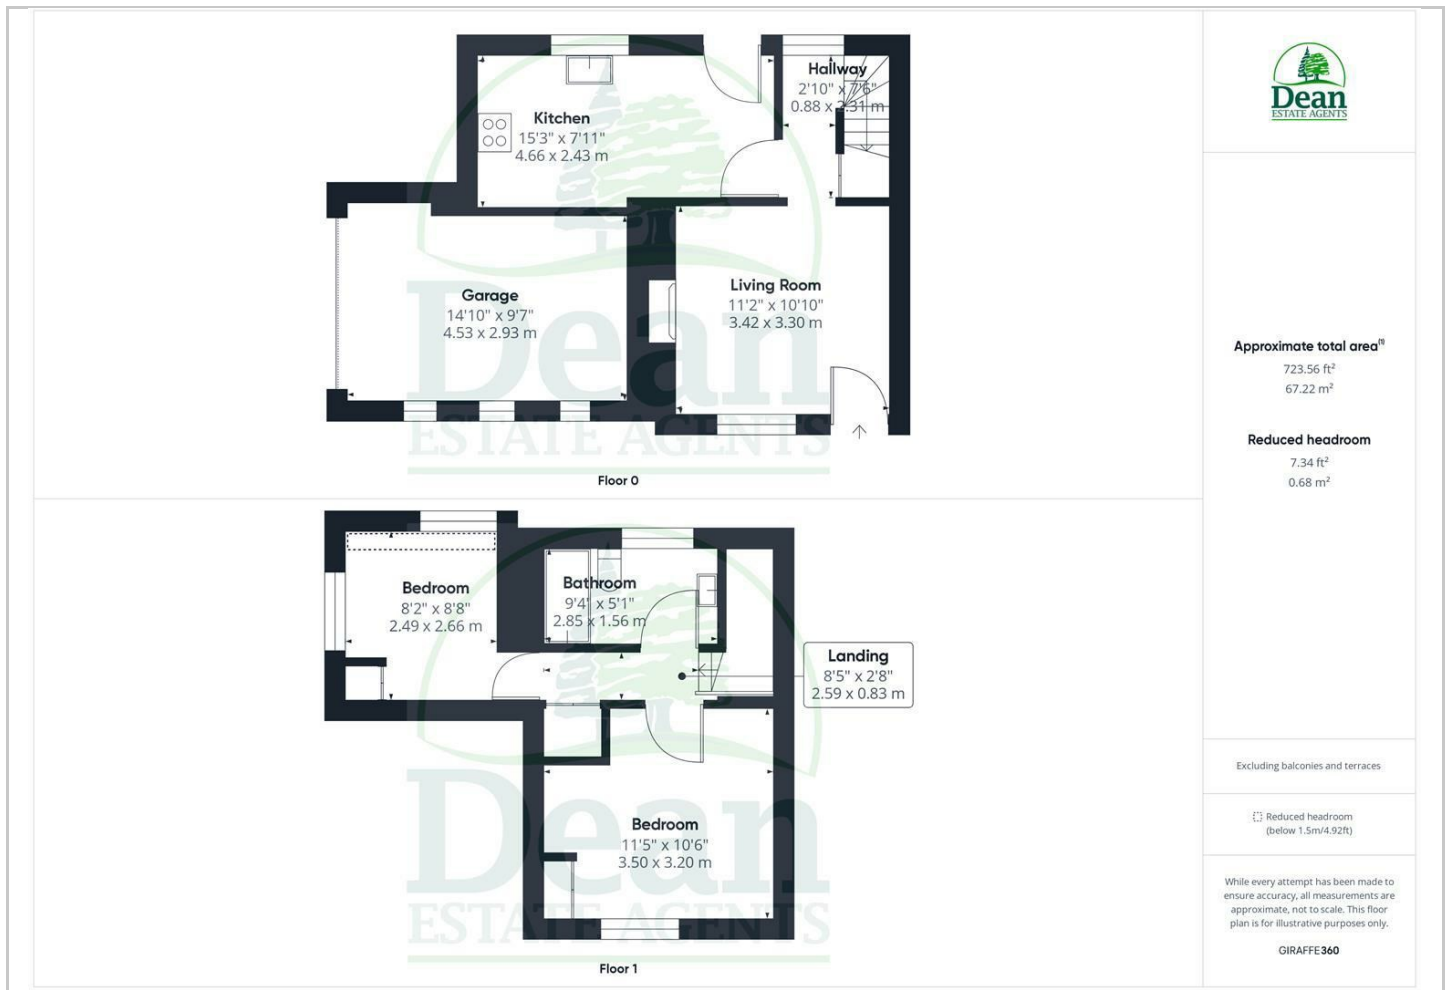 Kitchen
15'3" x 7'11"
4.66 x 2.43 m
Hallway
2'10" x 7'6"
0.88 x 2.31 m
Garage
14'10" x 9'7"
4.53 x 2.93 m
Living Room
11'2" x 10'10"
3.42 x 3.30 m
Dean
ESTATE AGENTS
Floor 0
Bedroom
8'2" x 8'8"
2.49 x 2.66 m
Bathroom
9'4" x 5'1"
2.85 x 1.56 m
Landing
8'5" x 2'8"
2.59 x 0.83 m
Bedroom
11'5" x 10'6"
3.50 x 3.20 m
Dean
ESTATE AGENTS
Floor 1
Dean
ESTATE AGENTS
Approximate total area⁽¹⁾
723.56 ft²
67.22 m²
Reduced headroom
7.34 ft²
0.68 m²
Excluding balconies and terraces
Reduced headroom
(below 1.5m/4.92ft)
While every attempt has been made to
ensure accuracy, all measurements are
approximate, not to scale. This floor
plan is for illustrative purposes only.
GIRAFFE360